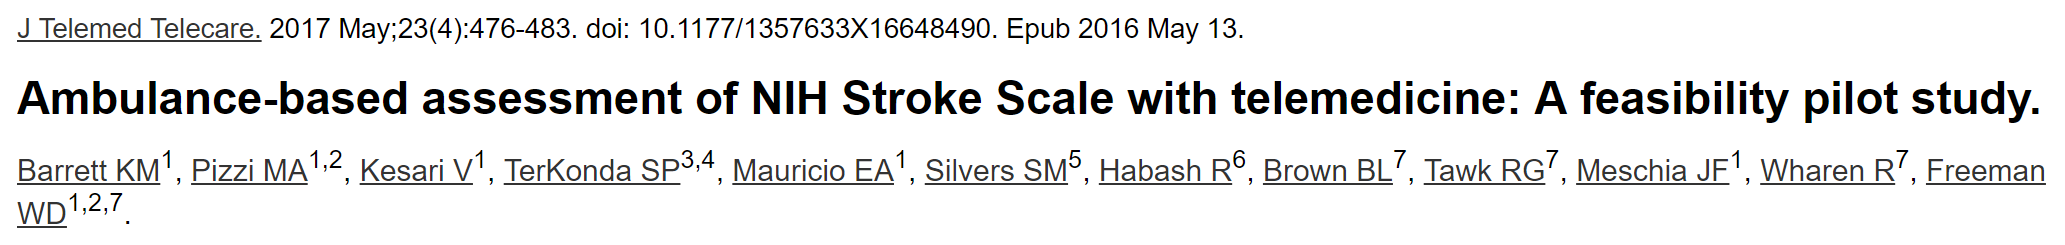 J Telemed Telecare. 2017 May;23(4):476-483. doi: 10.1177/1357633X16648490. Epub 2016 May 13.
Ambulance-based assessment of NIH Stroke Scale with telemedicine: A feasibility pilot study.
Barrett KM1, Pizzi MA1,2, Kesari V1, TerKonda SP3,4, Mauricio EA1, Silvers SM5, Habash R6, Brown BL7, Tawk RG7, Meschia JF1, Wharen R7, Freeman
WD1,2,7.